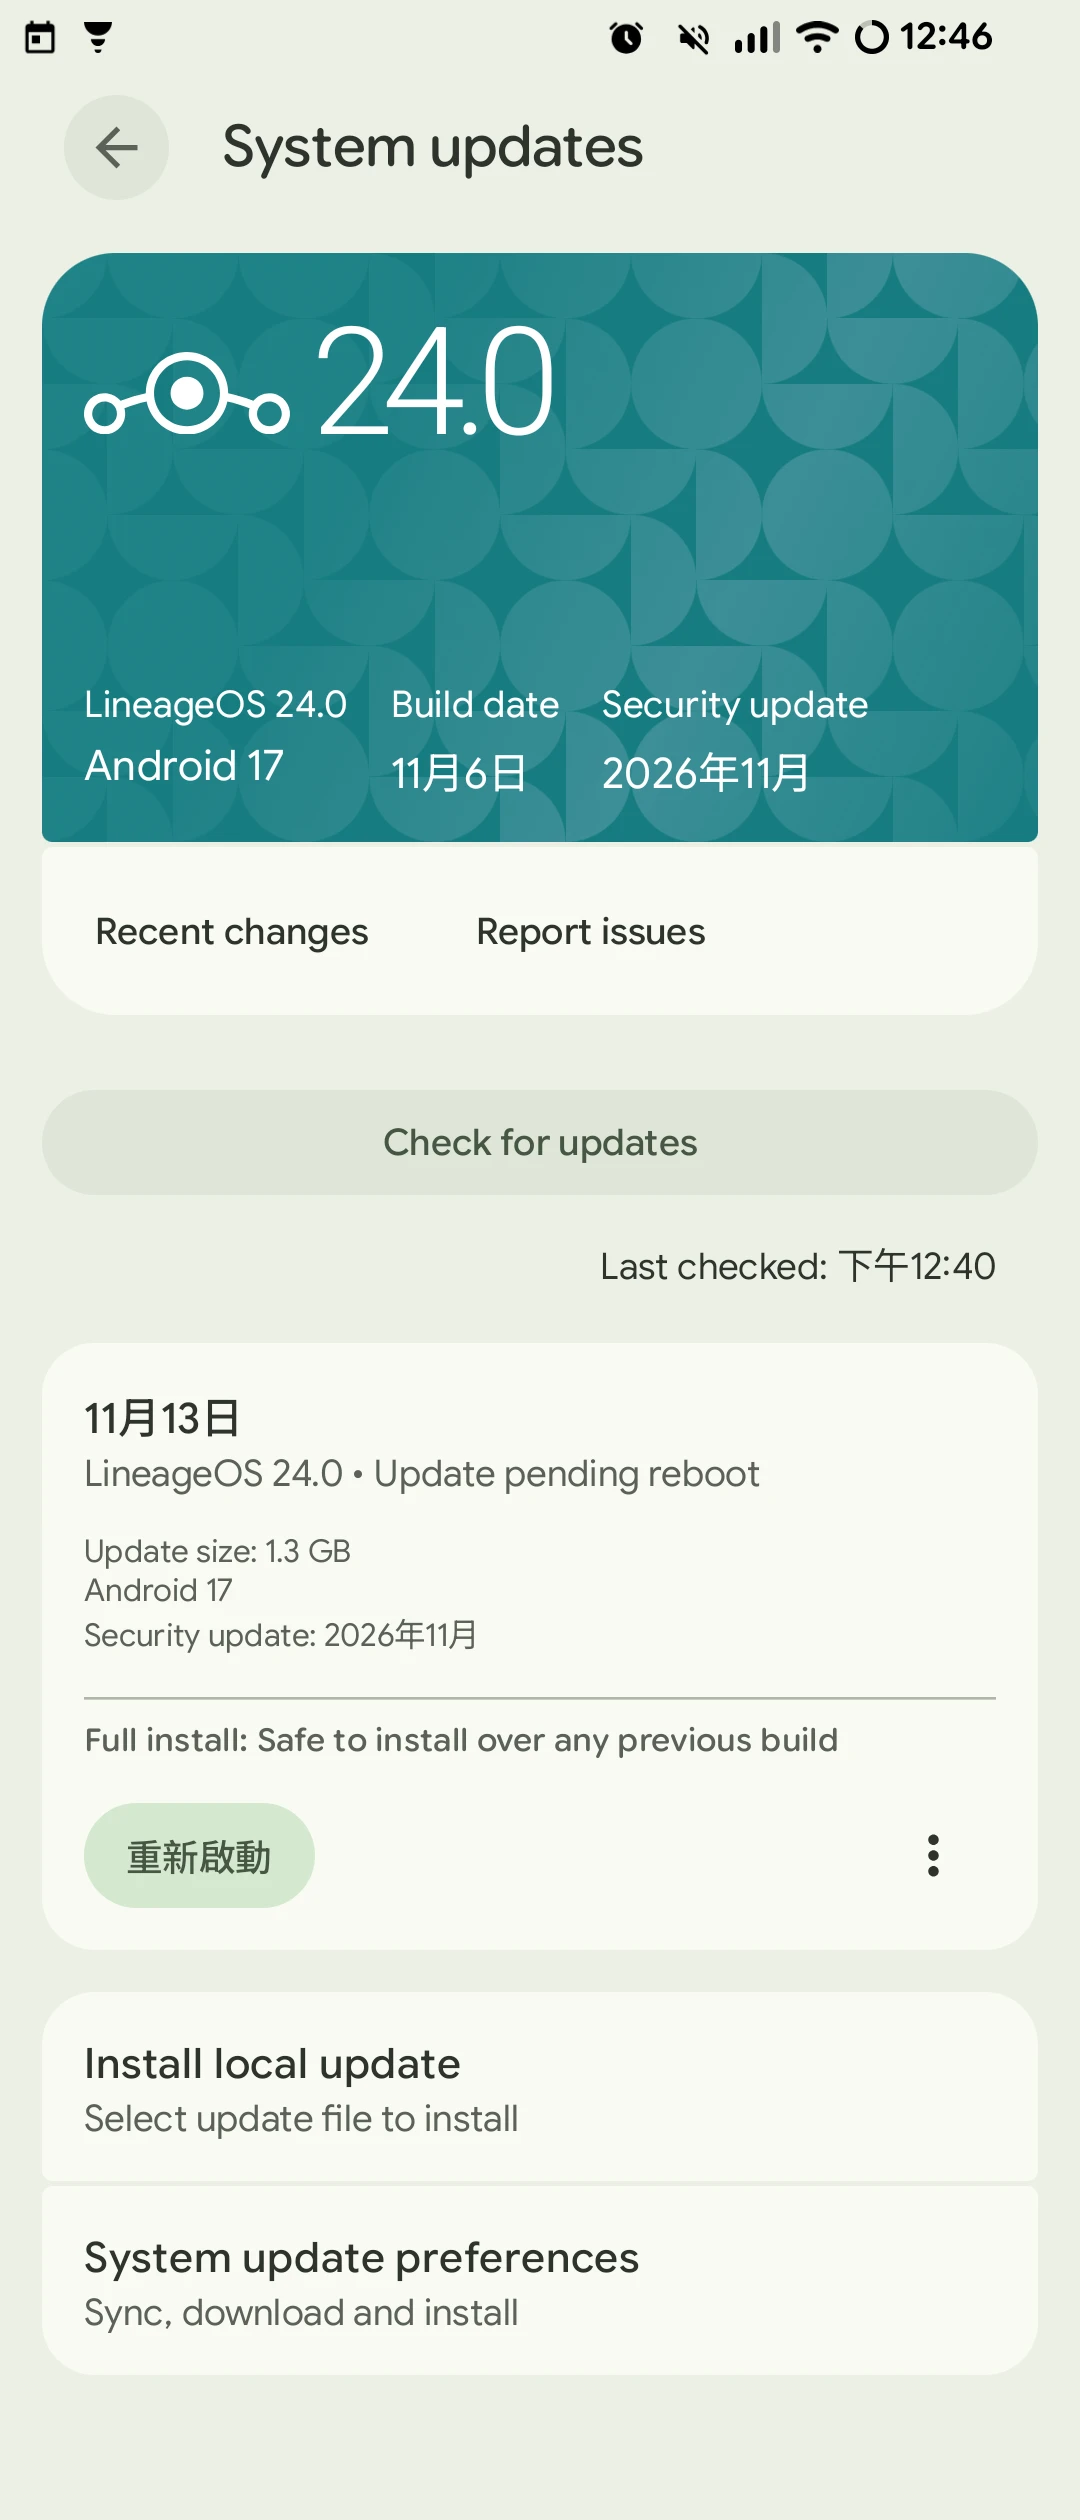 12:46
System updates
24.0
LineageOS 24.0 Build date Security update
Android 17 11月6日 2026年11月
Recent changes Report issues
Check for updates
Last checked: 下午12:40
11月13日
LineageOS 24.0 • Update pending reboot
Update size: 1.3 GB
Android 17
Security update: 2026年11月
Full install: Safe to install over any previous build
重新啟動
Install local update
Select update file to install
System update preferences
Sync, download and install